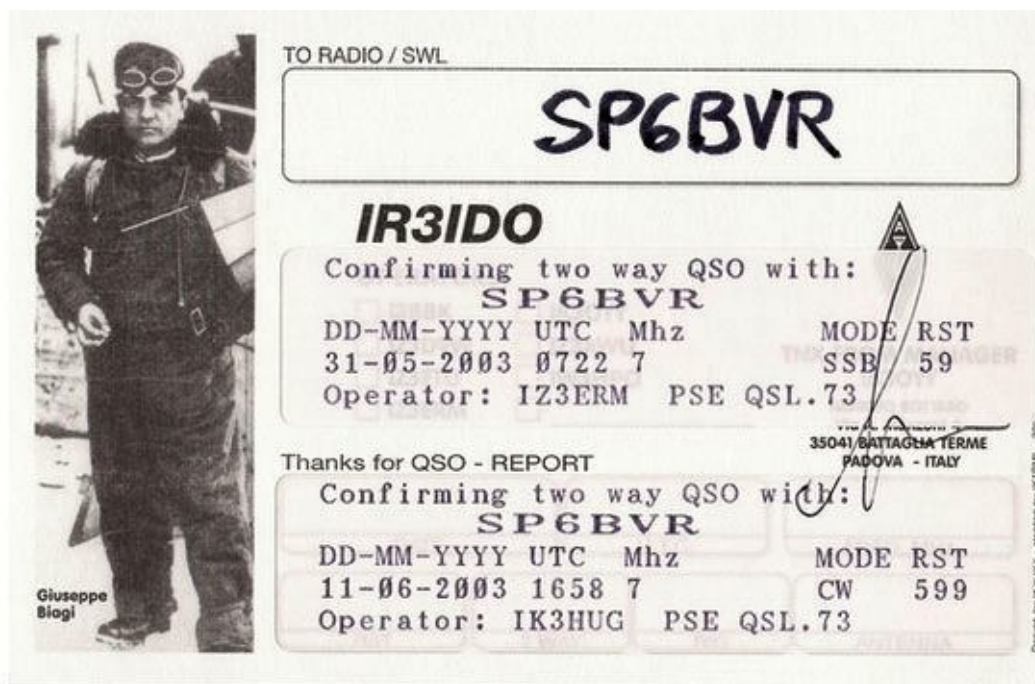 TO RADIO / SWL
SP6BVR
IR3IDO
Confirming two way QSO with:
SP6BVR
DD-MM-YYYY UTC Mhz MODE RST
31-05-2003 0722 7 SSB 59
Operator: IZ3ERM PSE QSL.73
35041 BATTAGLIA TERME
PADOVA - ITALY
Thanks for QSO - REPORT
Confirming two way QSO with:
SP6BVR
DD-MM-YYYY UTC Mhz MODE RST
11-06-2003 1658 7 CW 599
Operator: IK3HUG PSE QSL.73
Giuseppe
Biagi